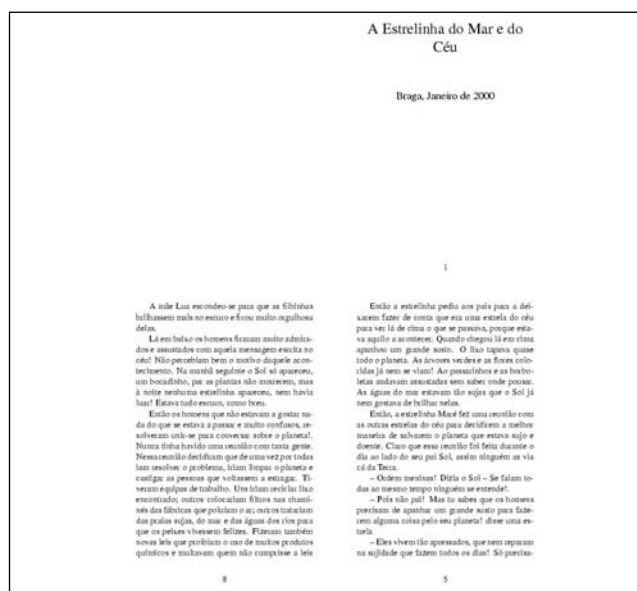 A Estrelinha do Mar e do
Céu
Braga, Janeiro de 2000
1
A mãe Lua escondeu-se para que as filhinhas
brilhassem mais no escuro e ficou muito orgulhosa
delas.
Lá em baixo os homens ficaram muito admira-
dos e assustados com aquela mensagem escrita no
céu! Não percebiam bem o motivo daquele acon-
tecimento. Na manhã seguinte o Sol só apareceu,
um bocadinho, par as plantas não morrerem, mas
à noite nenhuma estrelinha apareceu, nem havia
luar! Estava tudo escuro, como breu.
Então os homens que não estavam a gostar na-
da do que se estava a passar e muito confusos, re-
solveram unir-se para conversar sobre o planeta!.
Nunca tinha havido uma reunião com tanta gente.
Nessa reunião decidiram que de uma vez por todas
iam resolver o problema, iriam limpar o planeta e
castigar as pessoas que voltassem a estragar. Ti-
veram equipas de trabalho. Uns iriam reciclar lixo
encontrado; outros colocariam filtros nas chami-
nés das fábricas que poluíam o ar; outros tratariam
das praias sujas, do mar e das águas dos rios para
que os peixes vivessem felizes. Fizeram também
novas leis que proibiam o uso de muitos produtos
químicos e multavam quem não cumprisse a leis
8
Então a estrelinha pediu aos pais para a dei-
xarem fazer de conta que era uma estrela do céu
para ver lá de cima o que se passava, porque esta-
va aquilo a acontecer. Quando chegou lá em cima
apanhou um grande susto. O lixo tapava quase
todo o planeta. As árvores verdes e as flores colo-
ridas já nem se viam! Ao passarinhos e as borbo-
letas andavam assustadas sem saber onde pousar.
As águas do mar estavam tão sujas que o Sol já
nem gostava de brilhar nelas.
Então, a estrelinha Maré fez uma reunião com
as outras estrelas do céu para decidirem a melhor
maneira de salvarem o planeta que estava sujo e
doente. Claro que essa reunião foi feita durante o
dia ao lado do seu pai Sol, assim ninguém as via
cá da Terra.
– Ordem meninas! Dizia o Sol – Se falam to-
das ao mesmo tempo ninguém se entende!.
– Pois não pai! Mas tu sabes que os homens
precisam de apanhar um grande susto para faze-
rem alguma coisa pelo seu planeta! disse uma es-
trela
– Eles vivem tão apressados, que nem reparam
na sujidade que fazem todos os dias! Só precisa-
5